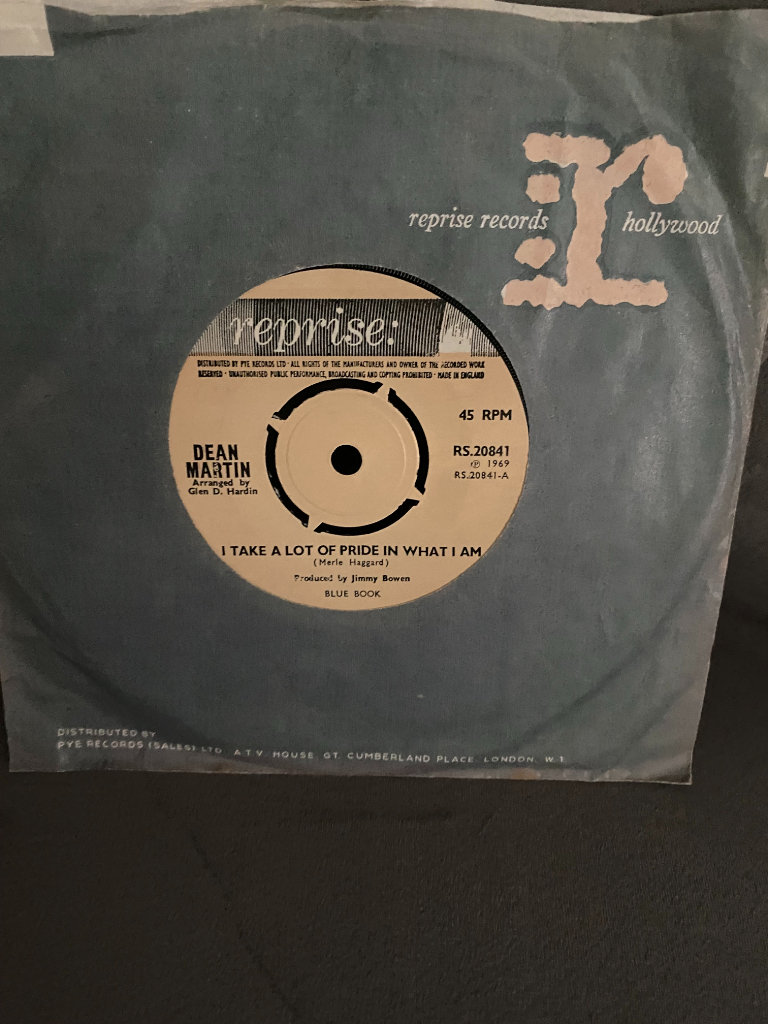 reprise records hollywood
r
reprise:
DISTRIBUTED BY PYE RECORDS LTD · ALL RIGHTS OF THE MANUFACTURERS AND OWNER OF THE RECORDED WORK
RESERVED · UNAUTHORISED PUBLIC PERFORMANCE, BROADCASTING AND COPYING PROHIBITED · MADE IN ENGLAND
45 RPM
DEAN
MARTIN
Arranged by
Glen D. Hardin
RS.20841
℗ 1969
RS.20841-A
I TAKE A LOT OF PRIDE IN WHAT I AM
(Merle Haggard)
Produced by Jimmy Bowen
BLUE BOOK
DISTRIBUTED BY
PYE RECORDS (SALES) LTD., A.T.V. HOUSE, GT. CUMBERLAND PLACE, LONDON, W.1